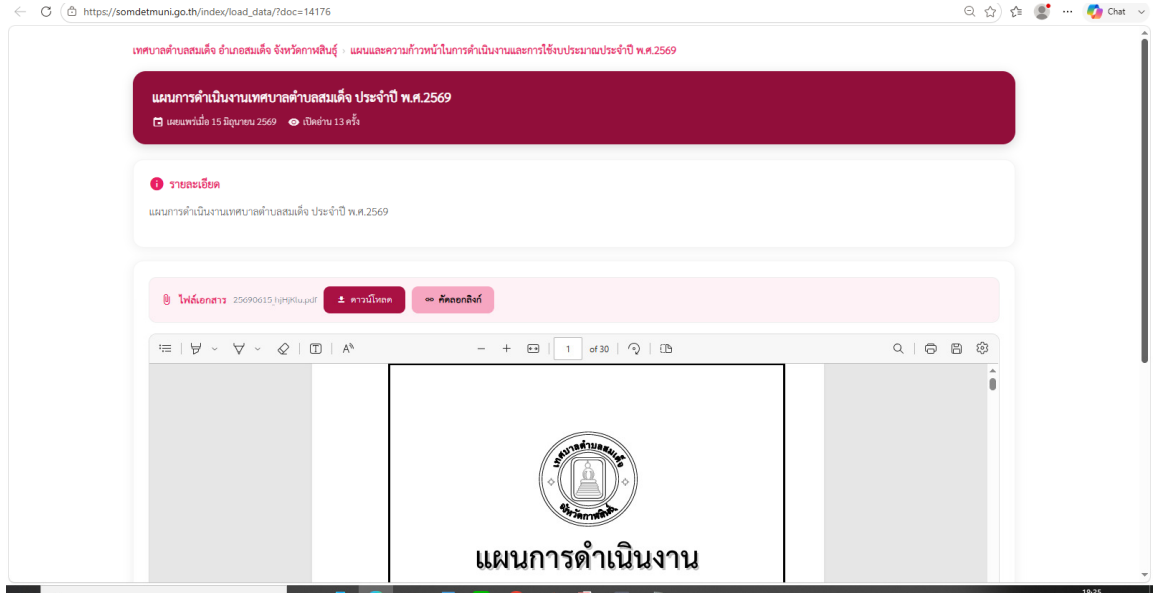 https://somdetmuni.go.th/index/load_data/?doc=14176
Chat
เทศบาลตำบลสมเด็จ อำเภอสมเด็จ จังหวัดกาฬสินธุ์ › แผนและความก้าวหน้าในการดำเนินงานและการใช้งบประมาณประจำปี พ.ศ.2569
แผนการดำเนินงานเทศบาลตำบลสมเด็จ ประจำปี พ.ศ.2569
เผยแพร่เมื่อ 15 มิถุนายน 2569 เปิดอ่าน 13 ครั้ง
รายละเอียด
แผนการดำเนินงานเทศบาลตำบลสมเด็จ ประจำปี พ.ศ.2569
ไฟล์เอกสาร ดาวน์โหลด คัดลอกลิงก์
1 of 30
เทศบาลตำบลสมเด็จ
จังหวัดกาฬสินธุ์
แผนการดำเนินงาน